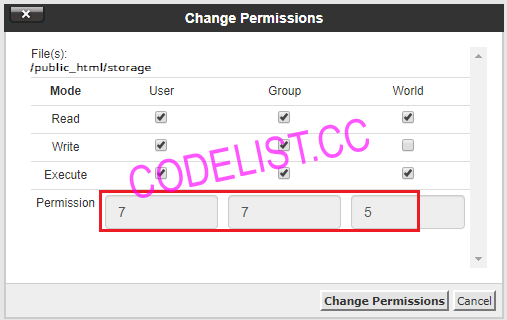 Change Permissions
File(s):
/public_html/storage
Mode User Group World
Read
Write
Execute
CODELIST.CC
Permission 7 7 5
Change Permissions Cancel